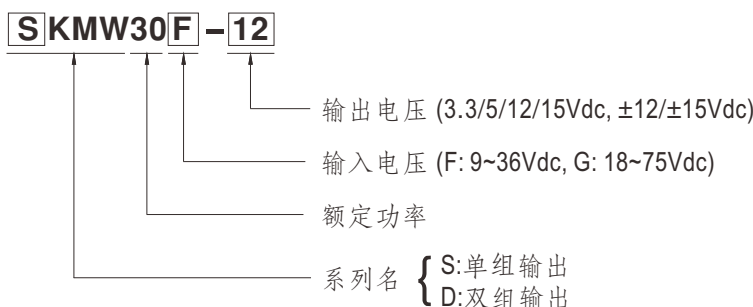 SKMW30F-12
输出电压 (3.3/5/12/15Vdc, ±12/±15Vdc)
输入电压 (F: 9~36Vdc, G: 18~75Vdc)
额定功率
系列名 { S:单组输出
D:双组输出